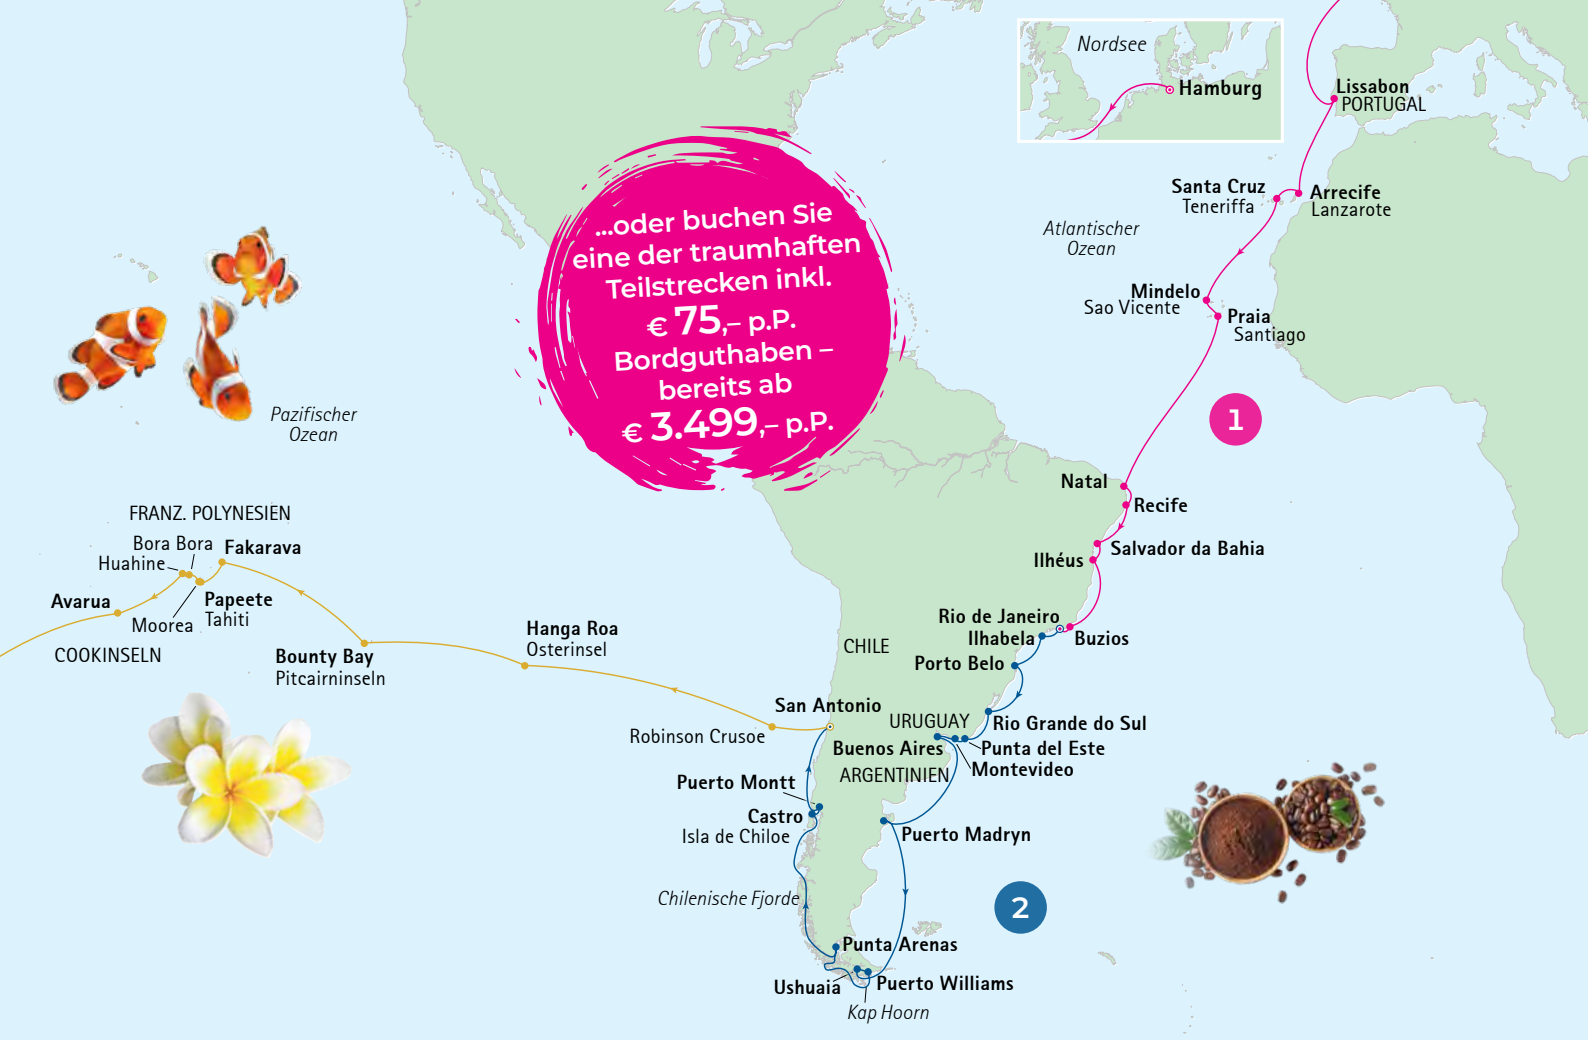 Nordsee
Hamburg
Lissabon
PORTUGAL
Santa Cruz
Teneriffa
Arrecife
Lanzarote
Atlantischer
Ozean
Mindelo
Sao Vicente
Praia
Santiago
...oder buchen Sie
eine der traumhaften
Teilstrecken inkl.
€ 75,– p.P.
Bordguthaben –
bereits ab
€ 3.499,– p.P.
Pazifischer
Ozean
1
Natal
Recife
Salvador da Bahia
Ilhéus
FRANZ. POLYNESIEN
Bora Bora
Fakarava
Huahine
Avarua
Papeete
Tahiti
Moorea
COOKINSELN
Bounty Bay
Pitcairninseln
Hanga Roa
Osterinsel
Rio de Janeiro
Ilhabela
Buzios
CHILE
Porto Belo
San Antonio
Robinson Crusoe
URUGUAY
Rio Grande do Sul
Buenos Aires
Punta del Este
Montevideo
ARGENTINIEN
Puerto Montt
Castro
Isla de Chiloe
Puerto Madryn
Chilenische Fjorde
2
Punta Arenas
Ushuaia
Puerto Williams
Kap Hoorn